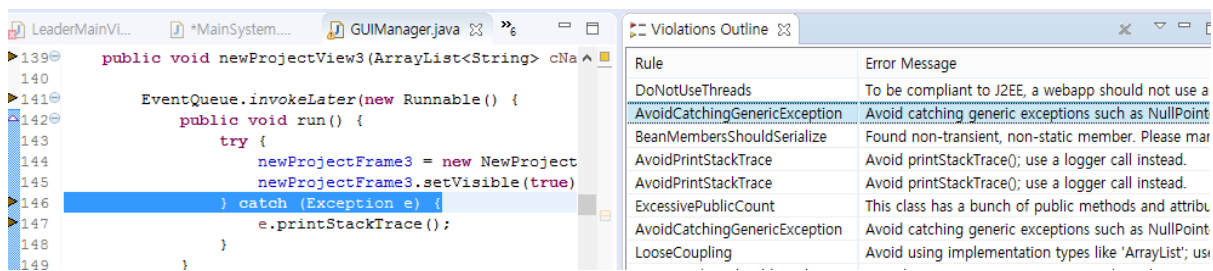 LeaderMainVi... *MainSystem.... GUIManager.java »6
139 public void newProjectView3(ArrayList<String> cNa
140
141 EventQueue.invokeLater(new Runnable() {
142 public void run() {
143 try {
144 newProjectFrame3 = new NewProject
145 newProjectFrame3.setVisible(true)
146 } catch (Exception e) {
147 e.printStackTrace();
148 }
149 }
Violations Outline
Rule Error Message
DoNotUseThreads To be compliant to J2EE, a webapp should not use a
AvoidCatchingGenericException Avoid catching generic exceptions such as NullPoint
BeanMembersShouldSerialize Found non-transient, non-static member. Please mar
AvoidPrintStackTrace Avoid printStackTrace(); use a logger call instead.
AvoidPrintStackTrace Avoid printStackTrace(); use a logger call instead.
ExcessivePublicCount This class has a bunch of public methods and attribu
AvoidCatchingGenericException Avoid catching generic exceptions such as NullPoint
LooseCoupling Avoid using implementation types like 'ArrayList'; use